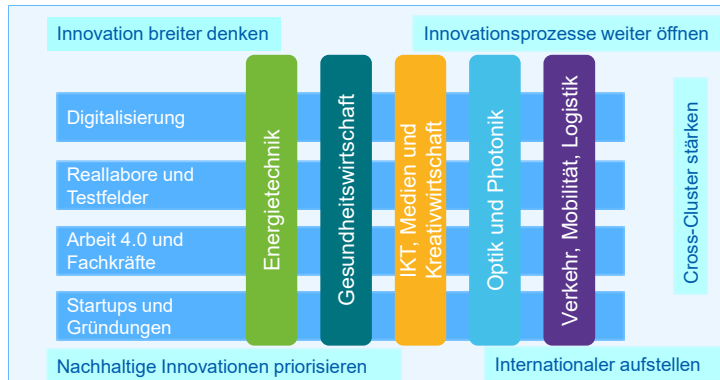 Innovation breiter denken
Innovationsprozesse weiter öffnen
Digitalisierung
Reallabore und
Testfelder
Arbeit 4.0 und
Fachkräfte
Startups und
Gründungen
Energietechnik
Gesundheitswirtschaft
IKT, Medien und
Kreativwirtschaft
Optik und Photonik
Verkehr, Mobilität, Logistik
Cross-Cluster stärken
Nachhaltige Innovationen priorisieren
Internationaler aufstellen